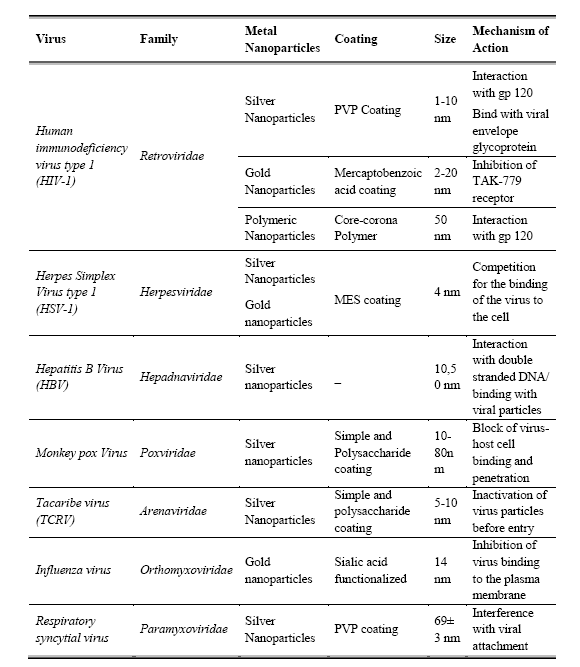 Virus
Family
Metal
Nanoparticles
Coating
Size
Mechanism of
Action
Human
immunodeficiency
virus type 1
(HIV-1)
Retroviridae
Silver
Nanoparticles
PVP Coating
1-10
nm
Interaction
with gp 120
Bind with viral
envelope
glycoprotein
Gold
Nanoparticles
Mercaptobenzoic
acid coating
2-20
nm
Inhibition of
TAK-779
receptor
Polymeric
Nanoparticles
Core-corona
Polymer
50
nm
Interaction
with gp 120
Herpes Simplex
Virus type 1
(HSV-1)
Herpesviridae
Silver
Nanoparticles
Gold
nanoparticles
MES coating
4 nm
Competition
for the binding
of the virus to
the cell
Hepatitis B Virus
(HBV)
Hepadnaviridae
Silver
nanoparticles
–
10,5
0 nm
Interaction
with double
stranded DNA/
binding with
viral particles
Monkey pox Virus
Poxviridae
Silver
nanoparticles
Simple and
Polysaccharide
coating
10-
80n
m
Block of virus-
host cell
binding and
penetration
Tacaribe virus
(TCRV)
Arenaviridae
Silver
Nanoparticles
Simple and
polysaccharide
coating
5-10
nm
Inactivation of
virus particles
before entry
Influenza virus
Orthomyxoviridae
Gold
nanoparticles
Sialic acid
functionalized
14
nm
Inhibition of
virus binding
to the plasma
membrane
Respiratory
syncytial virus
Paramyxoviridae
Silver
Nanoparticles
PVP coating
69±
3 nm
Interference
with viral
attachment